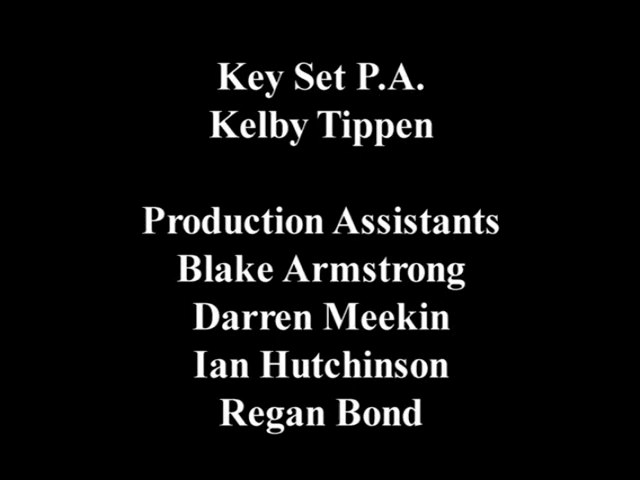 Key Set P.A.
Kelby Tippen
Production Assistants
Blake Armstrong
Darren Meekin
Ian Hutchinson
Regan Bond